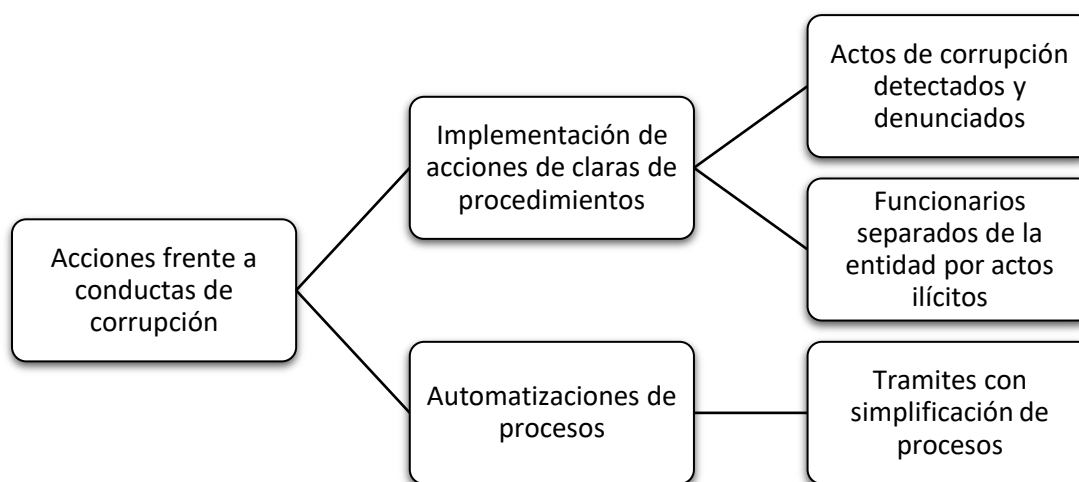 Acciones frente a
conductas de
corrupción
Implementación de
acciones de claras de
procedimientos
Actos de corrupción
detectados y
denunciados
Funcionarios
separados de la
entidad por actos
ilícitos
Automatizaciones de
procesos
Tramites con
simplificación de
procesos